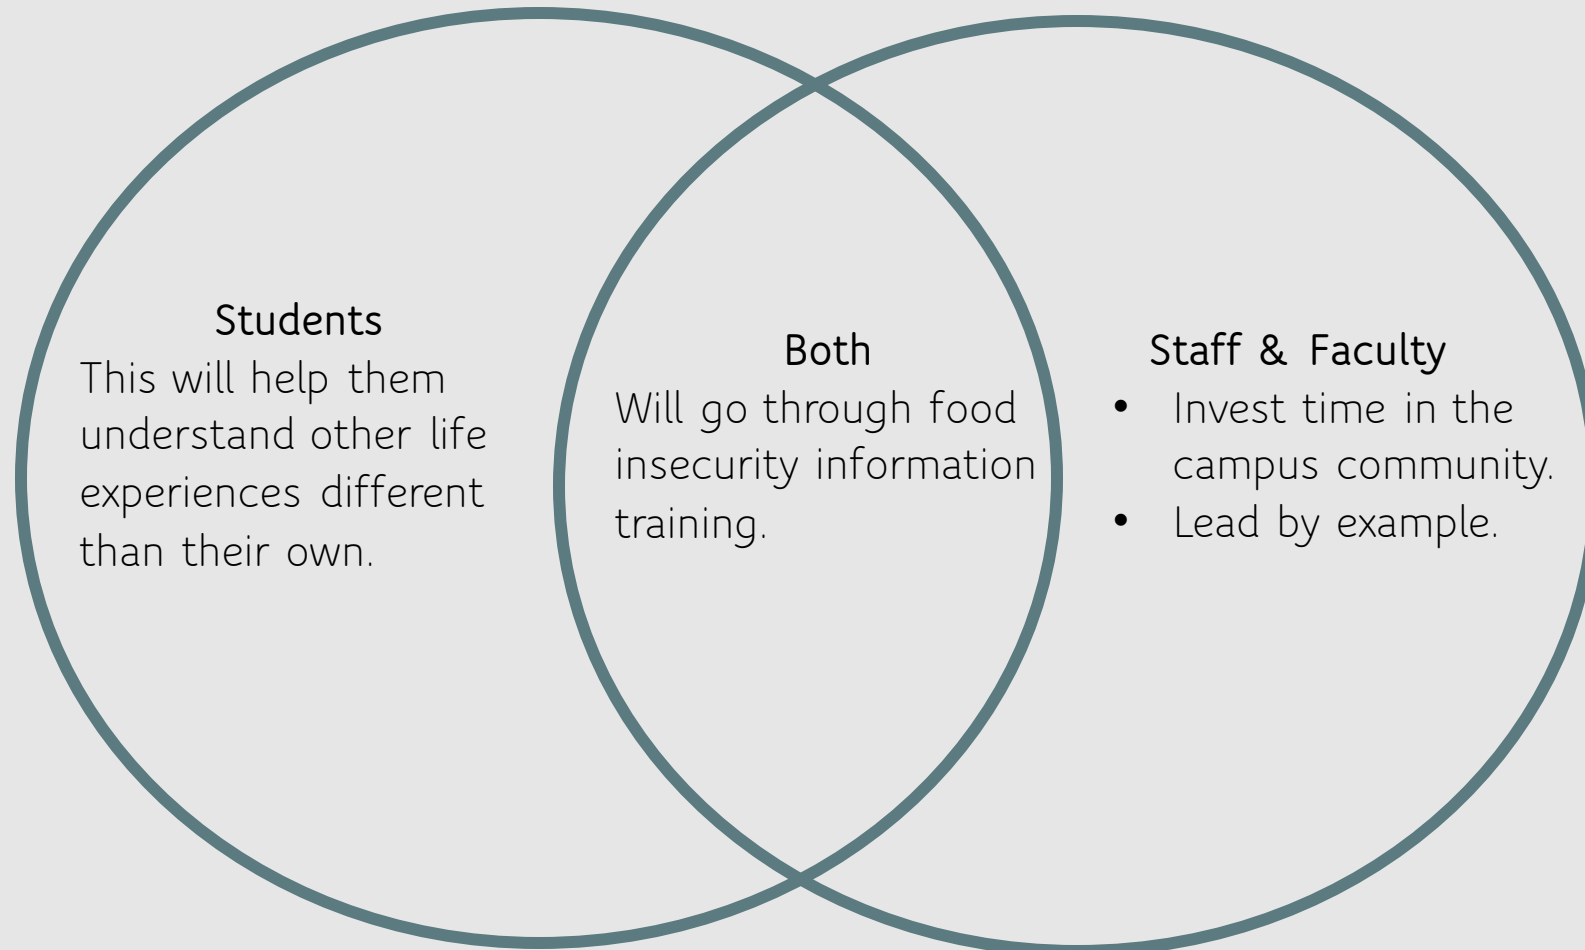 Students
This will help them
understand other life
experiences different
than their own.
Both
Will go through food
insecurity information
training.
Staff & Faculty
• Invest time in the
campus community.
• Lead by example.